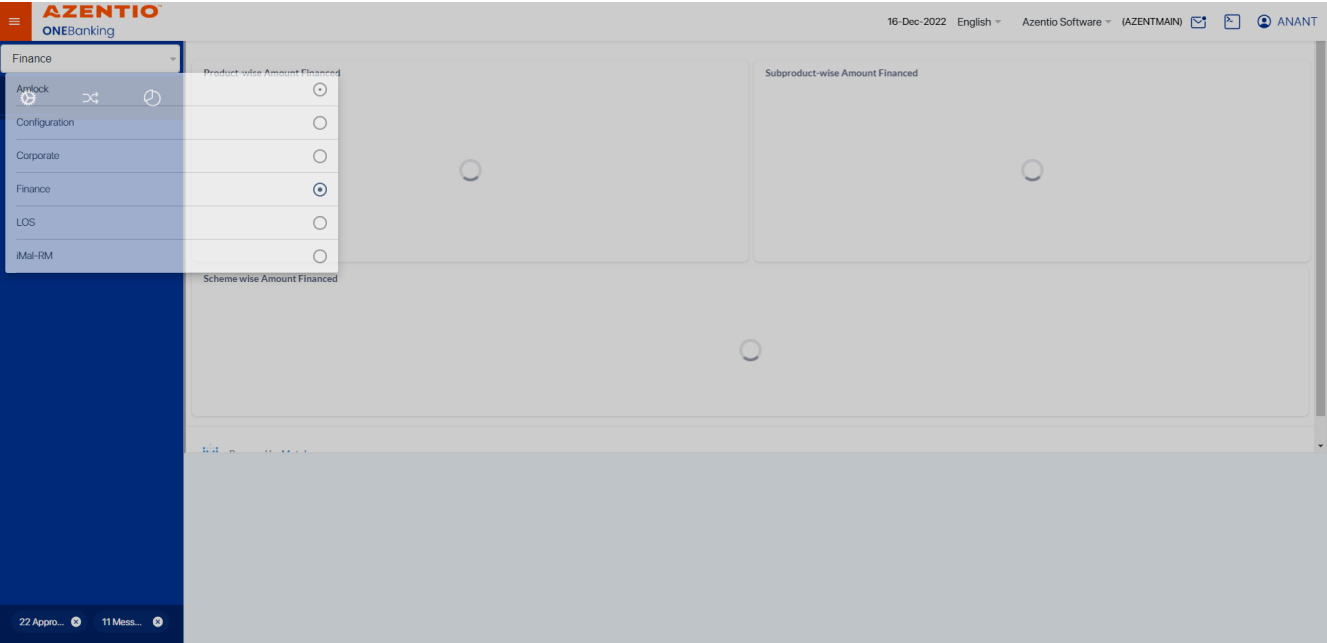 AZENTIO
ONEBanking
16-Dec-2022 English Azentio Software (AZENTMAIN) ANANT
Finance
Amlock
Configuration
Corporate
Finance
LOS
iMal-RM
Product-wise Amount Financed
Subproduct-wise Amount Financed
Scheme wise Amount Financed
22 Appro... 11 Mess...